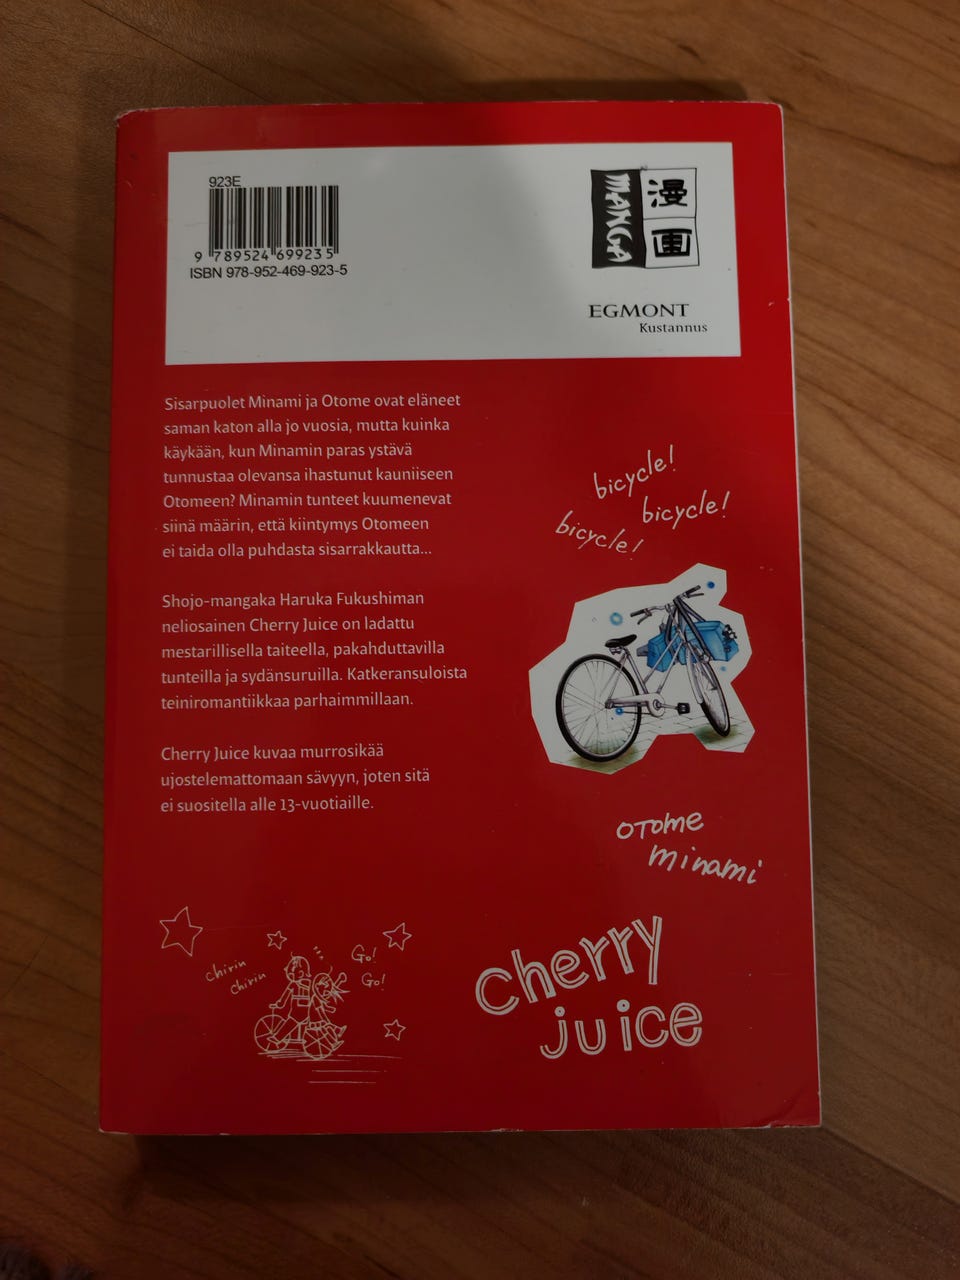 923E
9 789524 699235
ISBN 978-952-469-923-5
MANGA
漫画
EGMONT
Kustannus
Sisarpuolet Minami ja Otome ovat eläneet
saman katon alla jo vuosia, mutta kuinka
käykään, kun Minamin paras ystävä
tunnustaa olevansa ihastunut kauniiseen
Otomeen? Minamin tunteet kuumenevat
siinä määrin, että kiintymys Otomeen
ei taida olla puhdasta sisarrakkautta...
Shojo-mangaka Haruka Fukushiman
neliosainen Cherry Juice on ladattu
mestarillisella taiteella, pakahduttavilla
tunteilla ja sydänsuruilla. Katkeransuloista
teiniromantiikkaa parhaimmillaan.
Cherry Juice kuvaa murrosikää
ujostelemattomaan sävyyn, joten sitä
ei suositella alle 13-vuotiaille.
bicycle!
bicycle!
bicycle!
OTOme
minami
chirin
chirin
Go!
Go!
cherry
juice